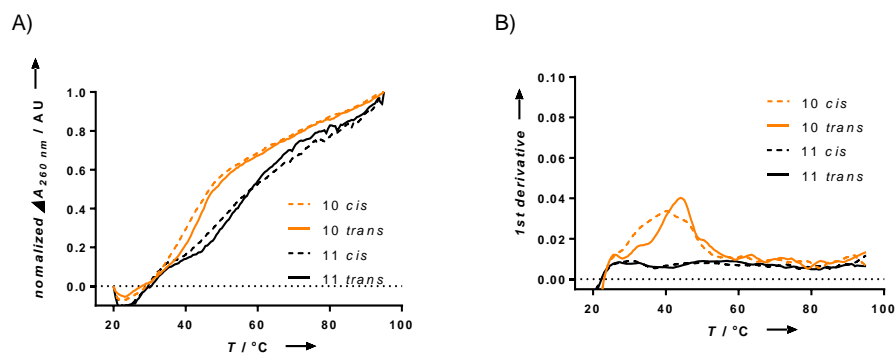 A)
normalized ◢A260 nm / AU
1.0
0.8
0.6
0.4
0.2
0.0
20
40
60
80
100
T / °C
10 cis
10 trans
11 cis
11 trans
B)
1st derivative
0.10
0.08
0.06
0.04
0.02
0.00
20
40
60
80
100
T / °C
10 cis
10 trans
11 cis
11 trans